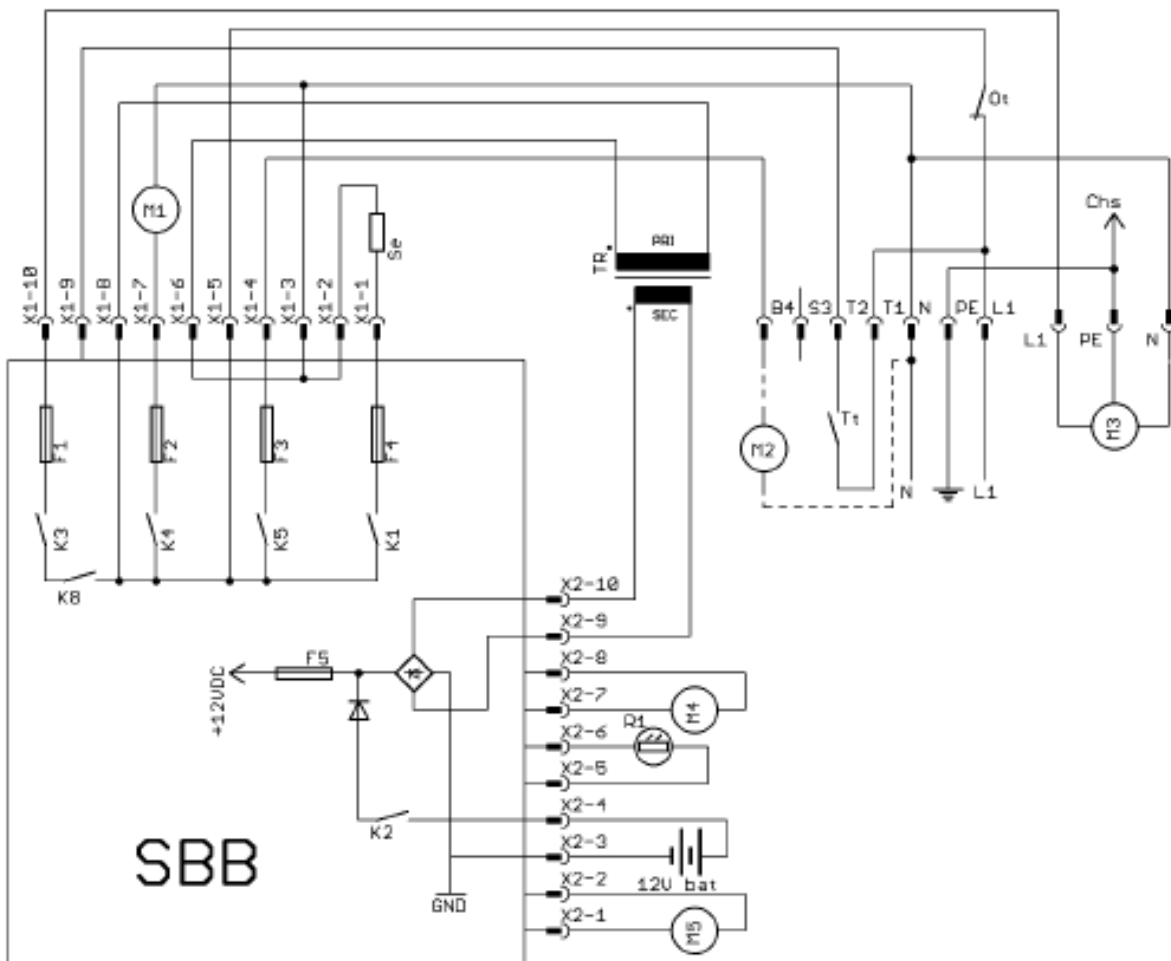 Ot
Chs
M1
Se
PRI
TR
SEC
X1-10
X1-9
X1-8
X1-7
X1-6
X1-5
X1-4
X1-3
X1-2
X1-1
B4
S3
T2
T1
N
PE
L1
L1
PE
N
F1
F2
F3
F4
M2
Tt
M3
N
L1
K3
K4
K5
K1
K8
X2-10
X2-9
X2-8
X2-7
X2-6
X2-5
X2-4
X2-3
X2-2
X2-1
F5
+12VDC
M4
R1
K2
SBB
12V bat
GND
M5